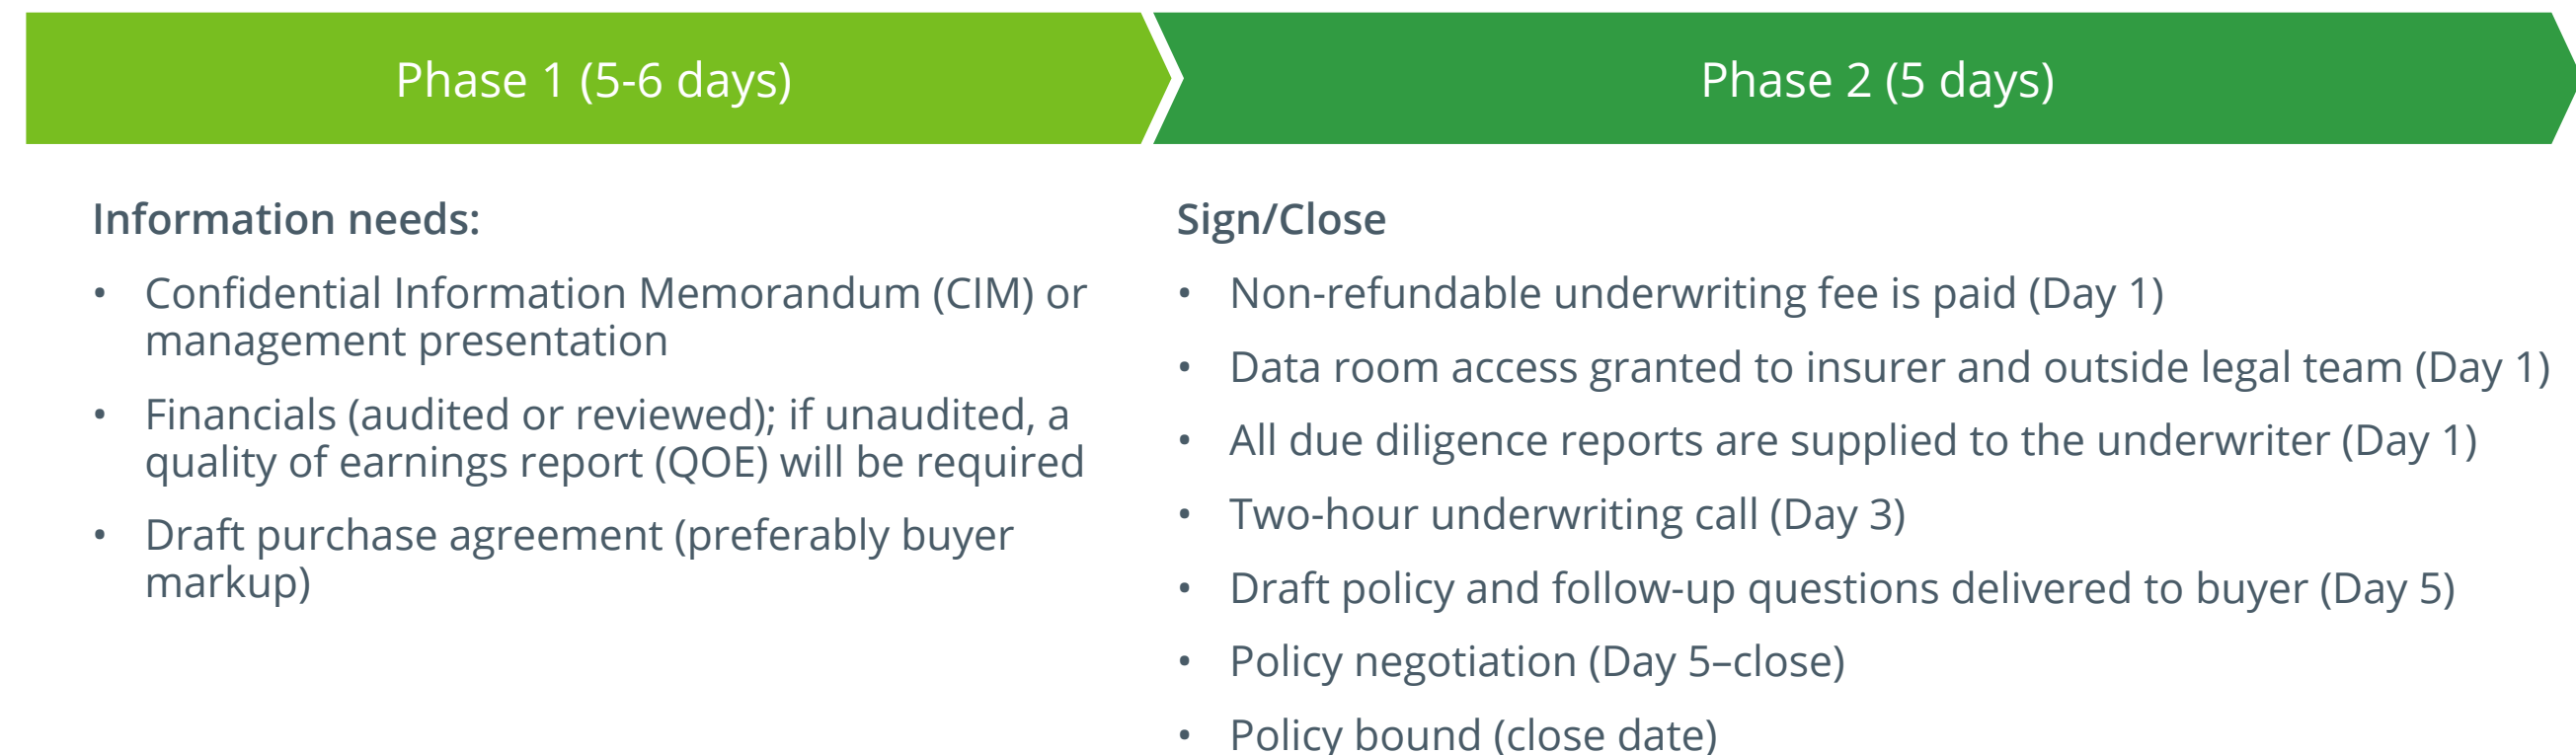 Phase 1 (5-6 days)
Phase 2 (5 days)
Information needs:
• Confidential Information Memorandum (CIM) or
management presentation
• Financials (audited or reviewed); if unaudited, a
quality of earnings report (QOE) will be required
• Draft purchase agreement (preferably buyer
markup)
Sign/Close
• Non-refundable underwriting fee is paid (Day 1)
• Data room access granted to insurer and outside legal team (Day 1)
• All due diligence reports are supplied to the underwriter (Day 1)
• Two-hour underwriting call (Day 3)
• Draft policy and follow-up questions delivered to buyer (Day 5)
• Policy negotiation (Day 5–close)
• Policy bound (close date)